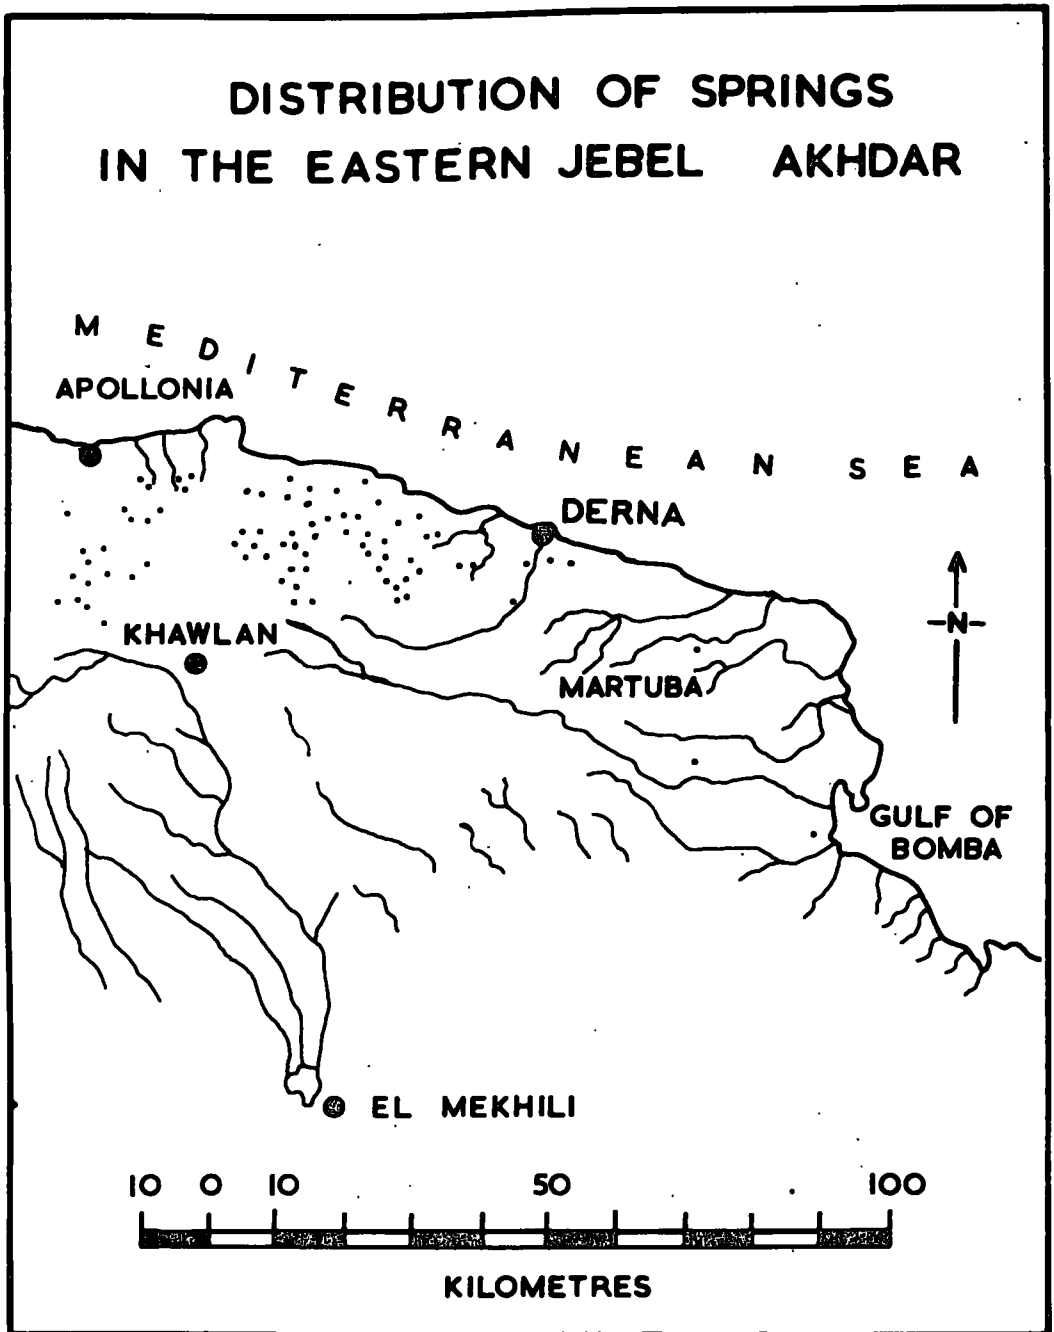 DISTRIBUTION OF SPRINGS
IN THE EASTERN JEBEL AKHDAR
MEDITERRANEAN SEA
APOLLONIA
DERNA
-N-
KHAWLAN
MARTUBA
GULF OF
BOMBA
EL MEKHILI
10 0 10 50 100
KILOMETRES